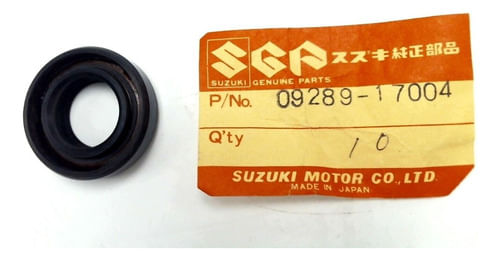 SGP スズキ純正部品
SUZUKI GENUINE PARTS
P/No. 09289-17004
Q'ty 10
SUZUKI MOTOR CO., LTD.
MADE IN JAPAN